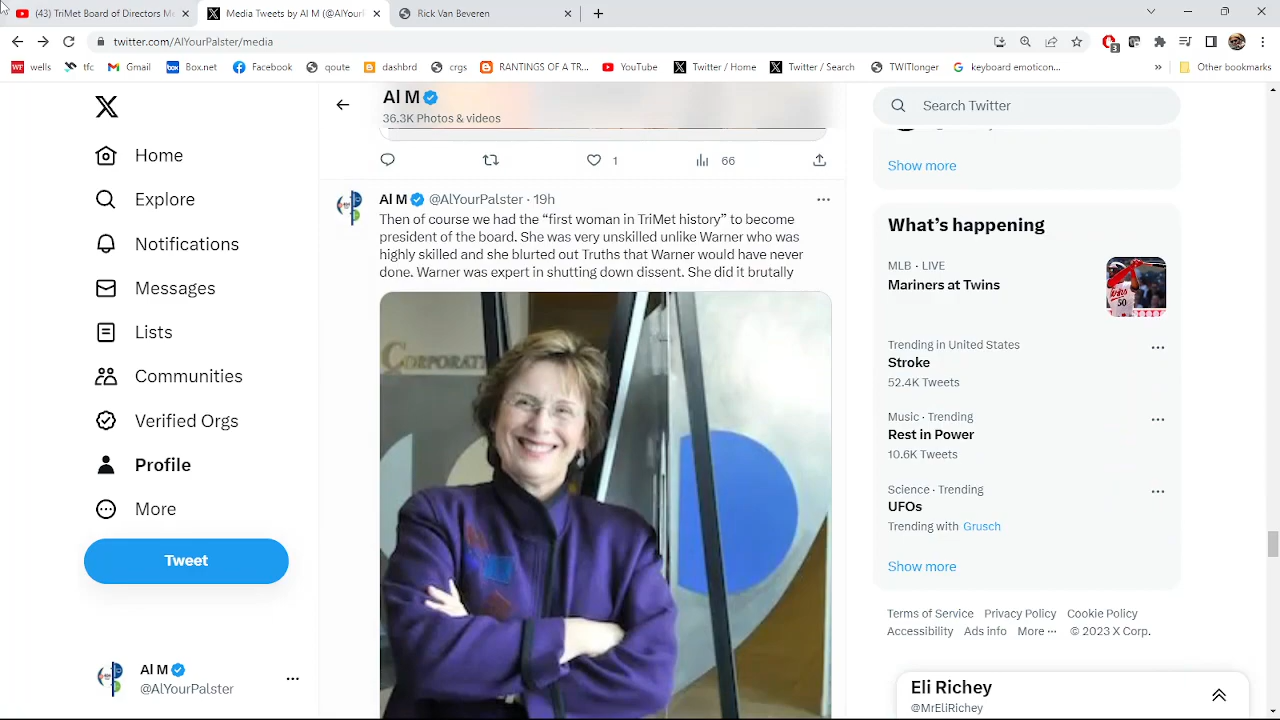 (43) TriMet Board of Directors Me
Media Tweets by Al M (@AlYourl
Rick VanBeveren
twitter.com/AlYourPalster/media
3
WF wells
tfc
Gmail
box Box.net
Facebook
qoute
dashbrd
crgs
RANTINGS OF A TR...
YouTube
Twitter / Home
Twitter / Search
TWITlonger
keyboard emoticon...
»
Other bookmarks
Home
Explore
Notifications
Messages
Lists
Communities
Verified Orgs
Profile
More
Tweet
Al M
@AlYourPalster
Al M
36.3K Photos & videos
1
66
Al M @AlYourPalster · 19h
Then of course we had the “first woman in TriMet history” to become
president of the board. She was very unskilled unlike Warner who was
highly skilled and she blurted out Truths that Warner would have never
done. Warner was expert in shutting down dissent. She did it brutally
CORPORATI
Search Twitter
Show more
What’s happening
MLB · LIVE
Mariners at Twins
50
Trending in United States
Stroke
52.4K Tweets
Music · Trending
Rest in Power
10.6K Tweets
Science · Trending
UFOs
Trending with Grusch
Show more
Terms of Service Privacy Policy Cookie Policy
Accessibility Ads info More ··· © 2023 X Corp.
Eli Richey
@MrEliRichey